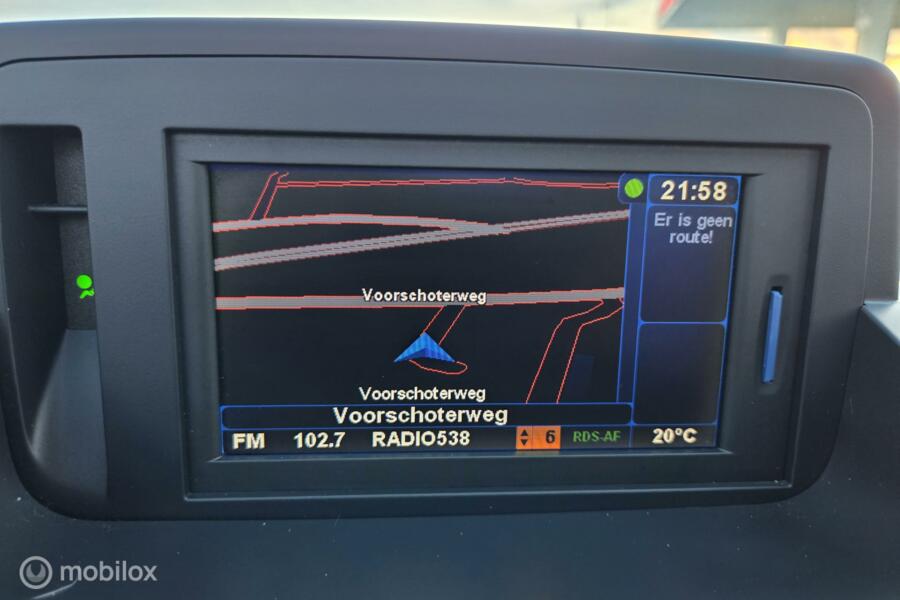 21:58
Er is geen
route!
Voorschoterweg
Voorschoterweg
Voorschoterweg
FM 102.7 RADIO538 6 RDS-AF 20°C
mobilox